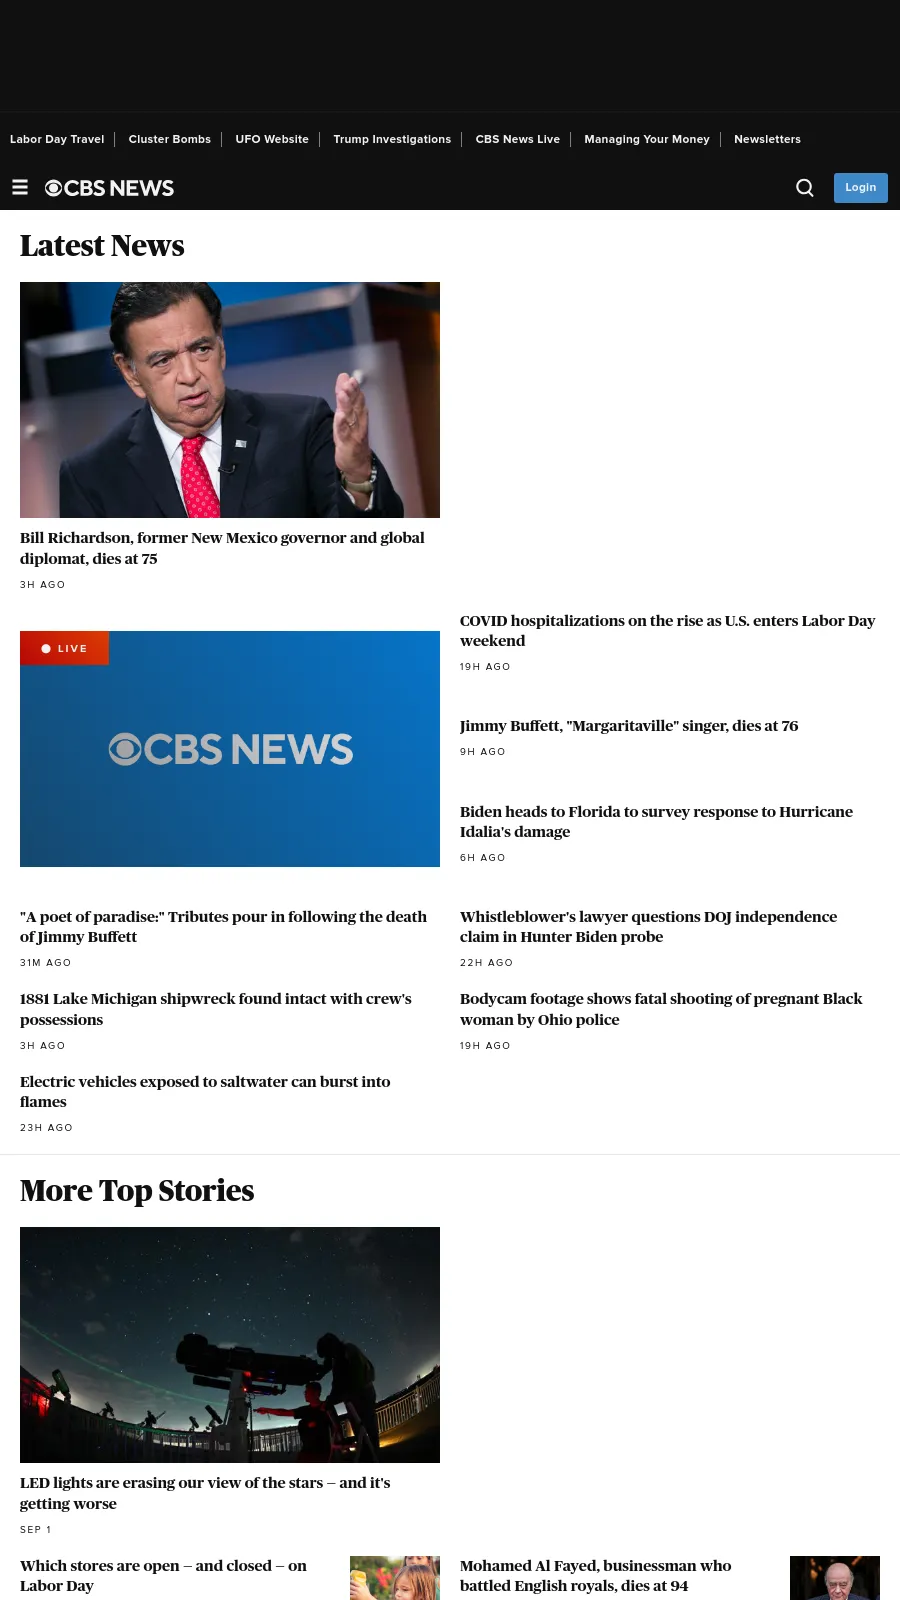 Labor Day Travel
Cluster Bombs
UFO Website
Trump Investigations
CBS News Live
Managing Your Money
Newsletters
CBS NEWS
Login
Latest News
Bill Richardson, former New Mexico governor and global
diplomat, dies at 75
3H AGO
LIVE
CBS NEWS
COVID hospitalizations on the rise as U.S. enters Labor Day
weekend
19H AGO
Jimmy Buffett, "Margaritaville" singer, dies at 76
9H AGO
Biden heads to Florida to survey response to Hurricane
Idalia's damage
6H AGO
"A poet of paradise:" Tributes pour in following the death
of Jimmy Buffett
31M AGO
Whistleblower's lawyer questions DOJ independence
claim in Hunter Biden probe
22H AGO
1881 Lake Michigan shipwreck found intact with crew's
possessions
3H AGO
Bodycam footage shows fatal shooting of pregnant Black
woman by Ohio police
19H AGO
Electric vehicles exposed to saltwater can burst into
flames
23H AGO
More Top Stories
LED lights are erasing our view of the stars — and it's
getting worse
SEP 1
Which stores are open — and closed — on
Labor Day
Mohamed Al Fayed, businessman who
battled English royals, dies at 94